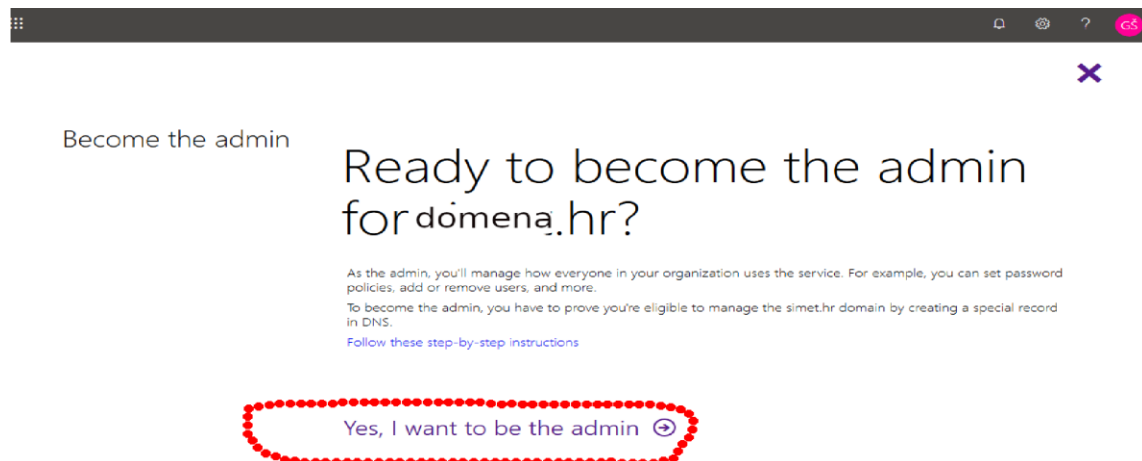 ? GŠ
Become the admin
Ready to become the admin
for domena.hr?
As the admin, you'll manage how everyone in your organization uses the service. For example, you can set password
policies, add or remove users, and more.
To become the admin, you have to prove you're eligible to manage the simet.hr domain by creating a special record
in DNS.
Follow these step-by-step instructions
Yes, I want to be the admin